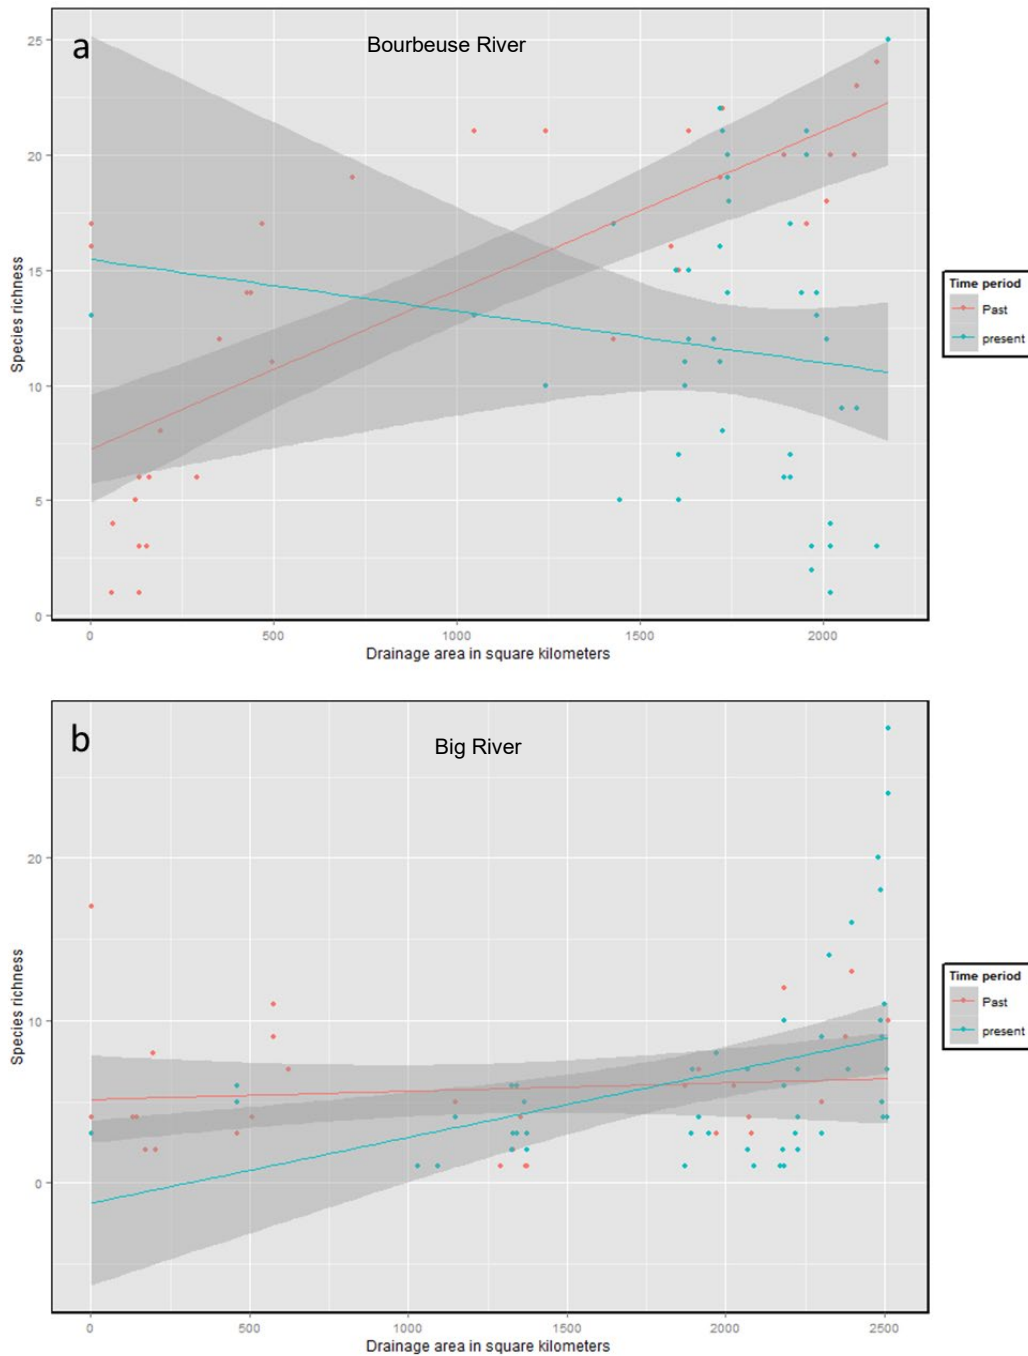 a
Bourbeuse River
25
20
15
10
5
0
Species richness
0 500 1000 1500 2000
Drainage area in square kilometers
Time period
Past
present
b
Big River
20
10
0
Species richness
0 500 1000 1500 2000 2500
Drainage area in square kilometers
Time period
Past
present